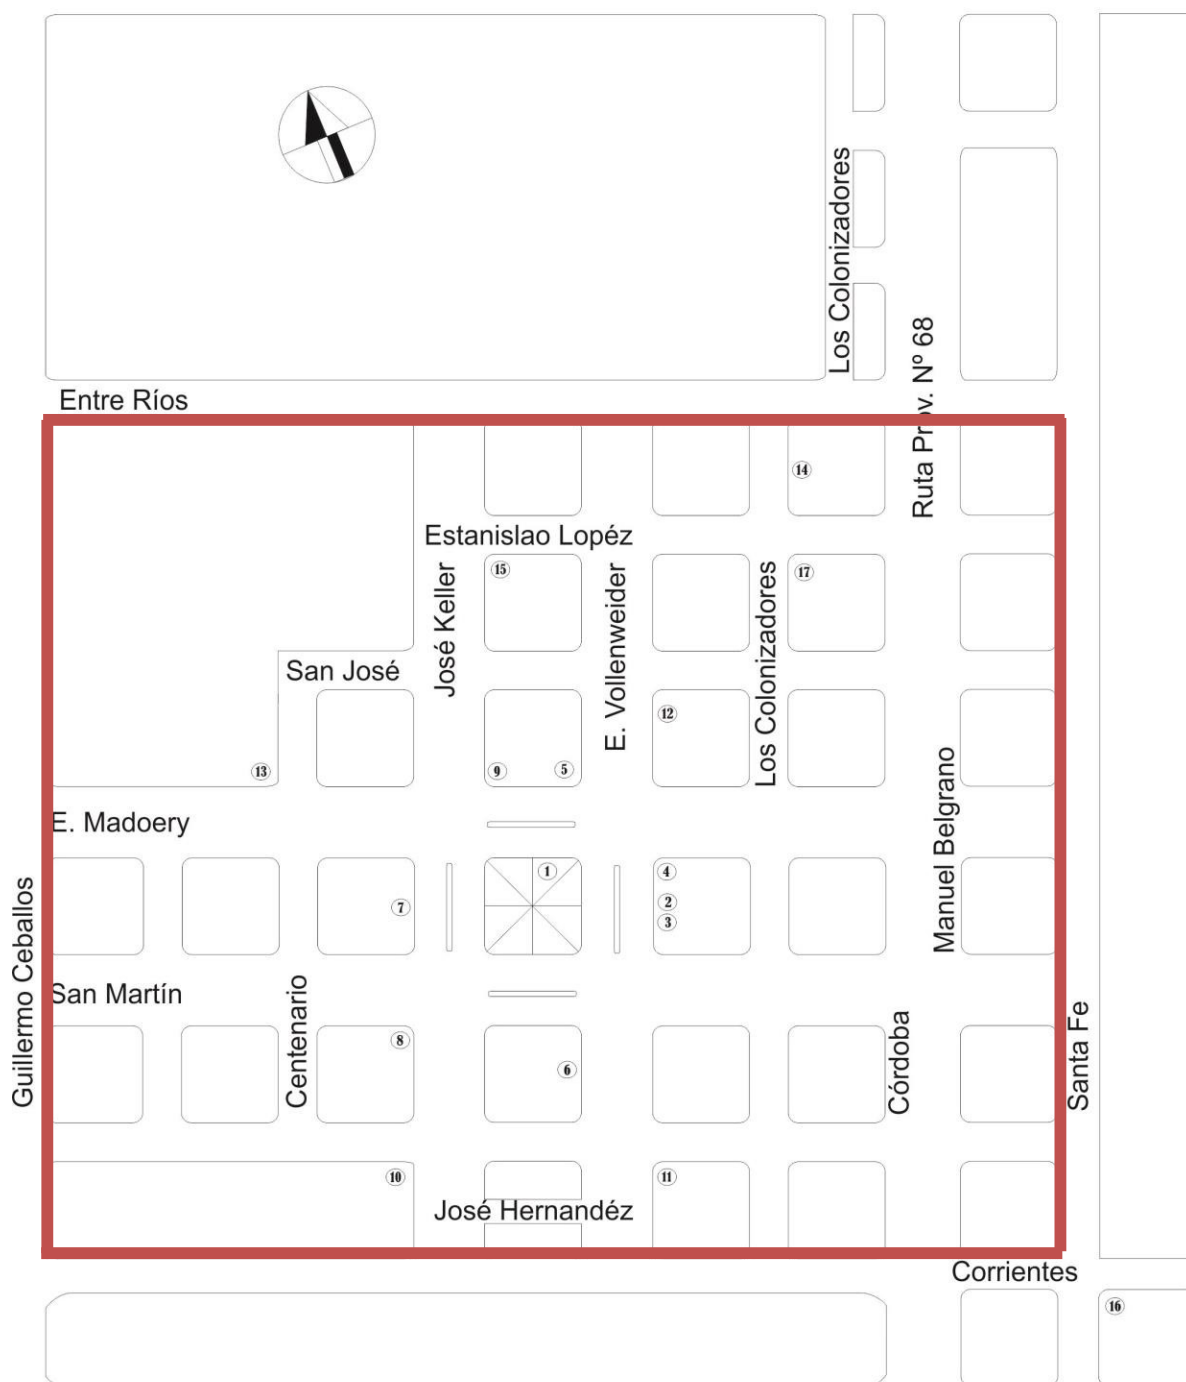 Los Colonizadores
Entre Ríos
Ruta Prov. Nº 68
14
Estanislao Lopéz
15
17
José Keller
E. Vollenweider
Los Colonizadores
San José
12
13
9
5
E. Madoery
Manuel Belgrano
1
4
2
3
7
Guillermo Ceballos
San Martín
Centenario
Córdoba
Santa Fe
8
6
10
11
José Hernandéz
Corrientes
16